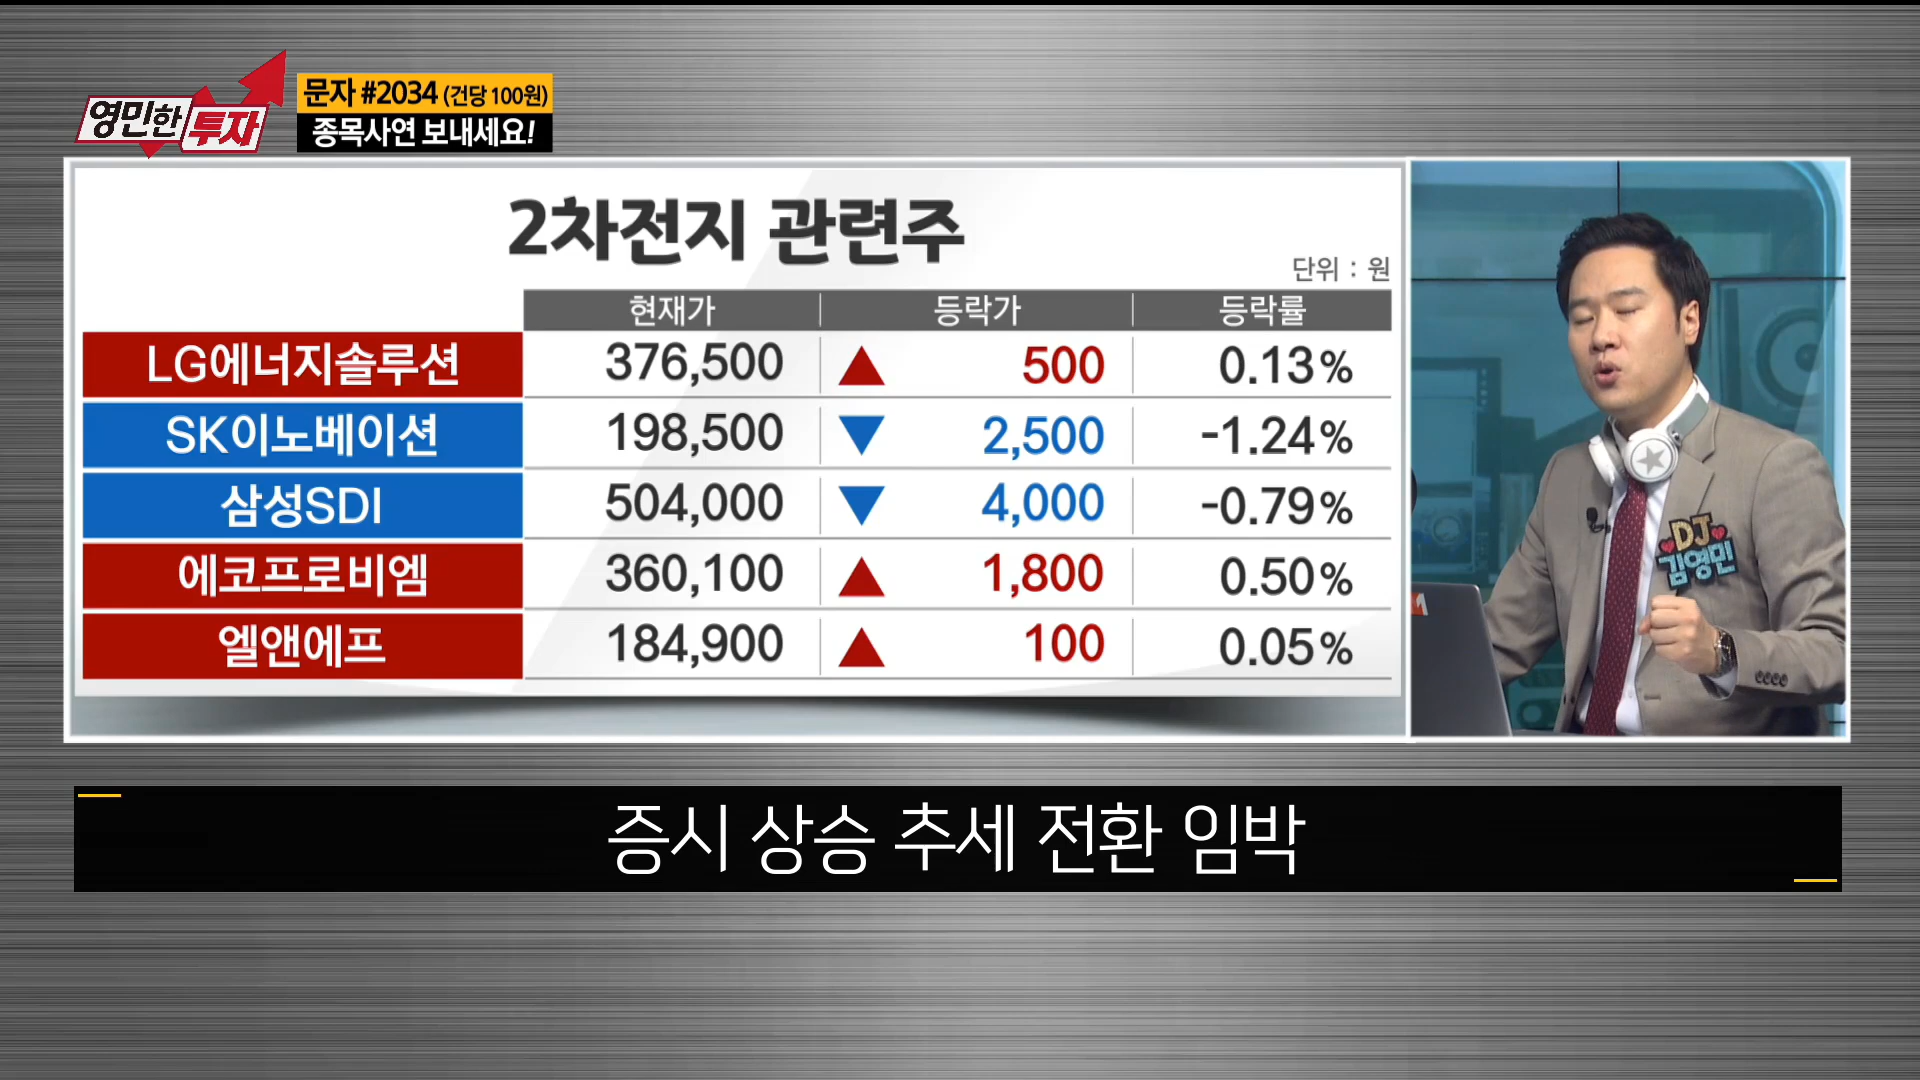 영민한 투자
문자 #2034 (건당 100원)
종목사연 보내세요!
2차전지 관련주
단위 : 원
현재가 등락가 등락률
LG에너지솔루션 376,500 ▲ 500 0.13%
SK이노베이션 198,500 ▼ 2,500 -1.24%
삼성SDI 504,000 ▼ 4,000 -0.79%
에코프로비엠 360,100 ▲ 1,800 0.50%
엘앤에프 184,900 ▲ 100 0.05%
DJ
김영민
증시 상승 추세 전환 임박